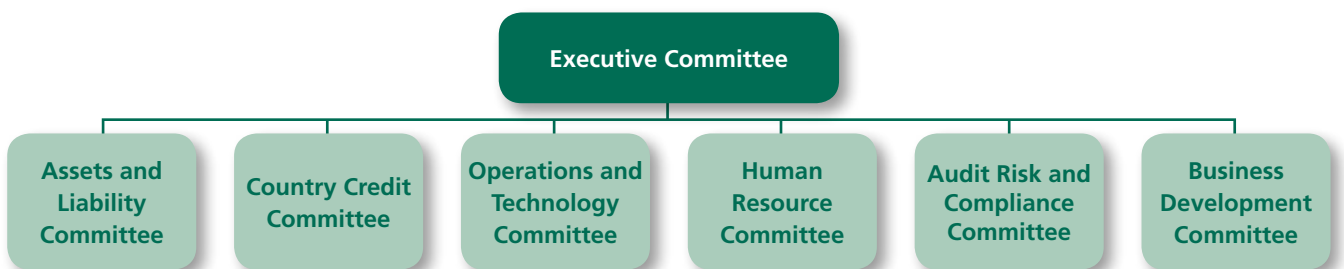 Executive Committee
Assets and
Liability
Committee
Country Credit
Committee
Operations and
Technology
Committee
Human
Resource
Committee
Audit Risk and
Compliance
Committee
Business
Development
Committee